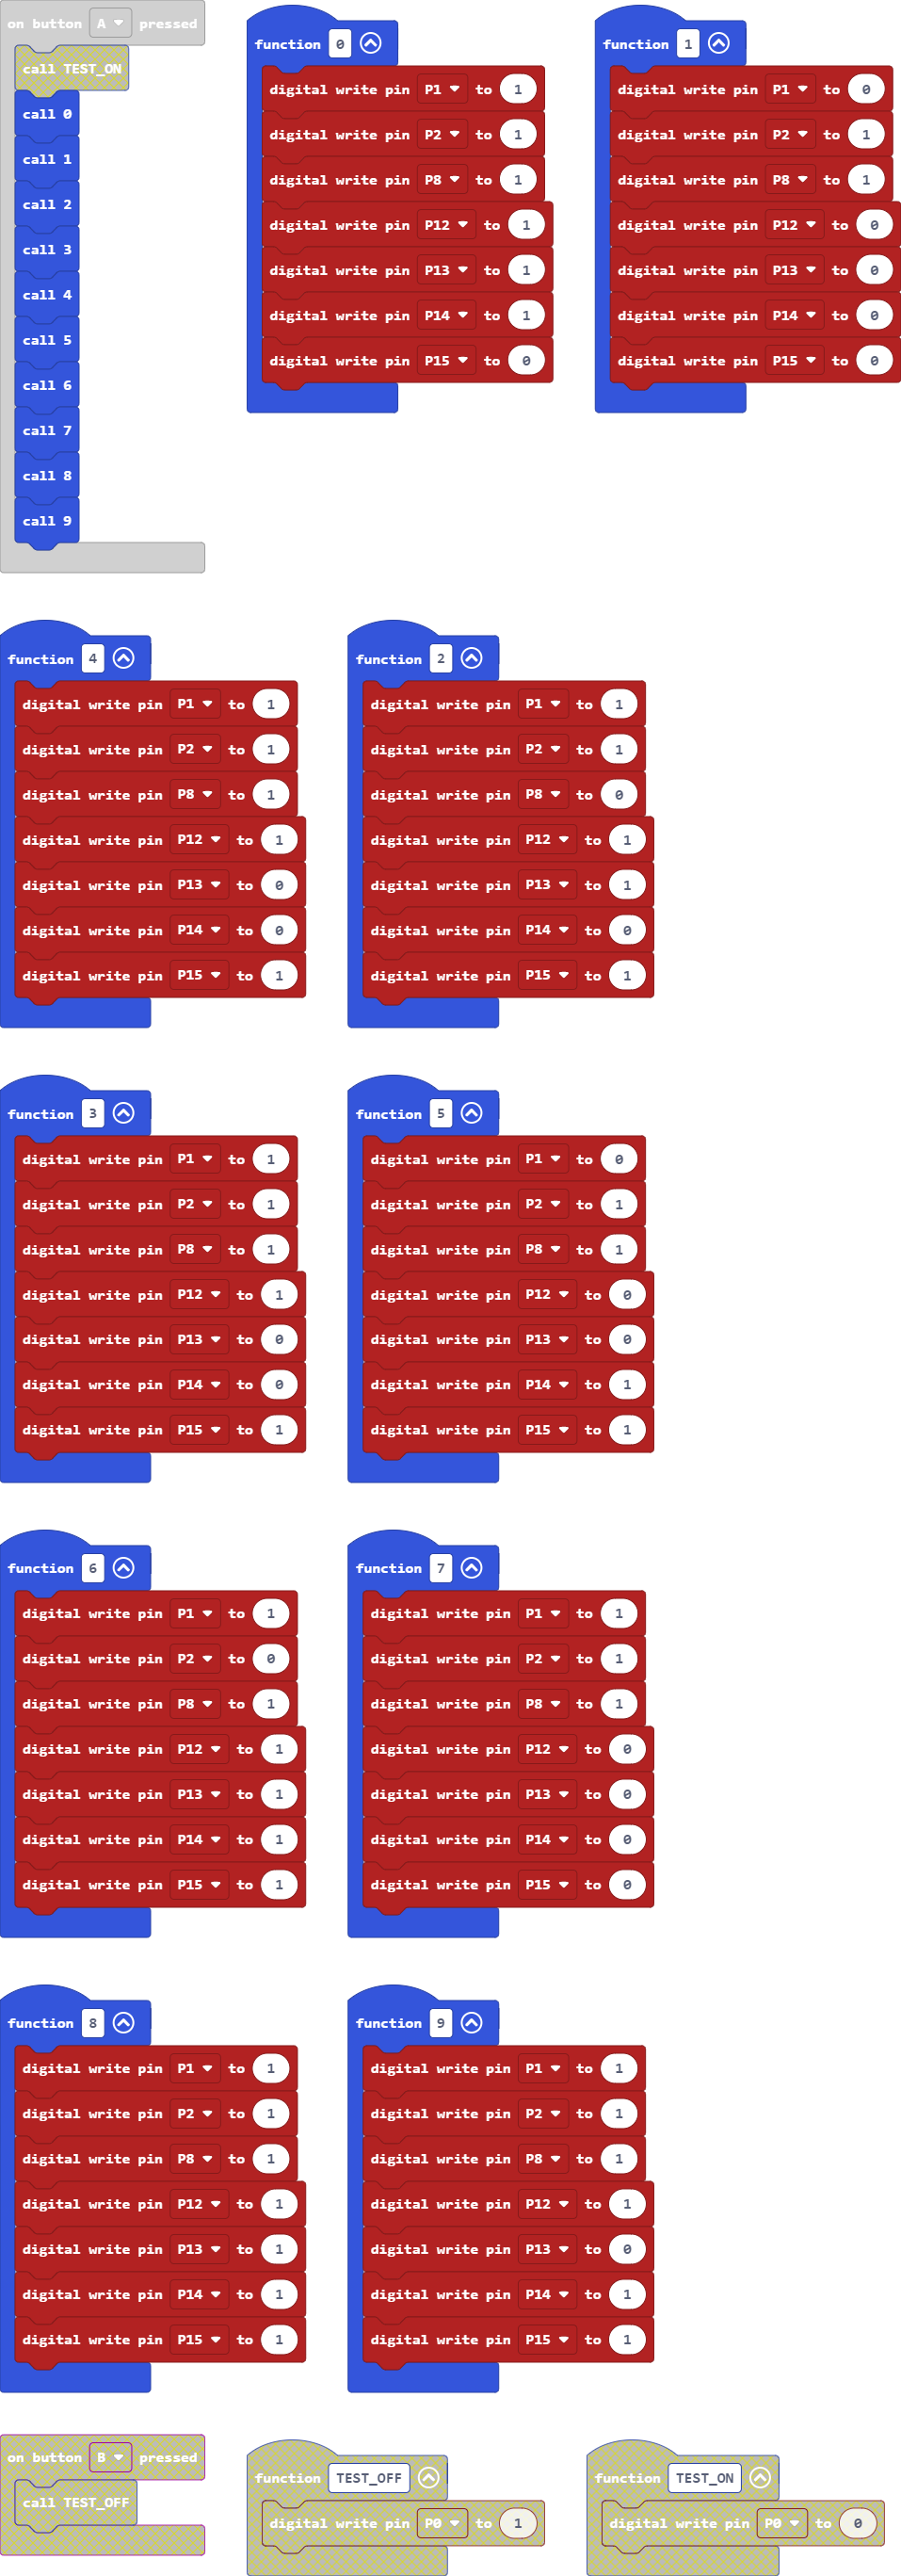 on button A pressed
call TEST_ON
call 0
call 1
call 2
call 3
call 4
call 5
call 6
call 7
call 8
call 9
function 0
digital write pin P1 to 1
digital write pin P2 to 1
digital write pin P8 to 1
digital write pin P12 to 1
digital write pin P13 to 1
digital write pin P14 to 1
digital write pin P15 to 0
function 1
digital write pin P1 to 0
digital write pin P2 to 1
digital write pin P8 to 1
digital write pin P12 to 0
digital write pin P13 to 0
digital write pin P14 to 0
digital write pin P15 to 0
function 4
digital write pin P1 to 1
digital write pin P2 to 1
digital write pin P8 to 1
digital write pin P12 to 1
digital write pin P13 to 0
digital write pin P14 to 0
digital write pin P15 to 1
function 2
digital write pin P1 to 1
digital write pin P2 to 1
digital write pin P8 to 0
digital write pin P12 to 1
digital write pin P13 to 1
digital write pin P14 to 0
digital write pin P15 to 1
function 3
digital write pin P1 to 1
digital write pin P2 to 1
digital write pin P8 to 1
digital write pin P12 to 1
digital write pin P13 to 0
digital write pin P14 to 0
digital write pin P15 to 1
function 5
digital write pin P1 to 0
digital write pin P2 to 1
digital write pin P8 to 1
digital write pin P12 to 0
digital write pin P13 to 0
digital write pin P14 to 1
digital write pin P15 to 1
function 6
digital write pin P1 to 1
digital write pin P2 to 0
digital write pin P8 to 1
digital write pin P12 to 1
digital write pin P13 to 1
digital write pin P14 to 1
digital write pin P15 to 1
function 7
digital write pin P1 to 1
digital write pin P2 to 1
digital write pin P8 to 1
digital write pin P12 to 0
digital write pin P13 to 0
digital write pin P14 to 0
digital write pin P15 to 0
function 8
digital write pin P1 to 1
digital write pin P2 to 1
digital write pin P8 to 1
digital write pin P12 to 1
digital write pin P13 to 1
digital write pin P14 to 1
digital write pin P15 to 1
function 9
digital write pin P1 to 1
digital write pin P2 to 1
digital write pin P8 to 1
digital write pin P12 to 1
digital write pin P13 to 0
digital write pin P14 to 1
digital write pin P15 to 1
on button B pressed
call TEST_OFF
function TEST_OFF
digital write pin P0 to 1
function TEST_ON
digital write pin P0 to 0